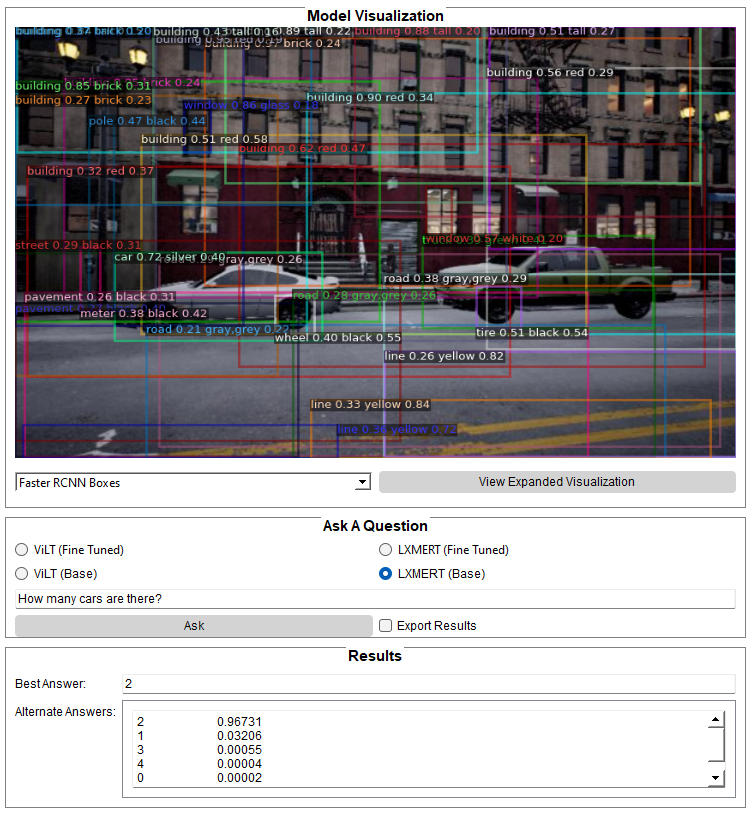 Model Visualization
building 0.37 brick 0.20
building 0.43 tall 0.16
0.89 tall 0.22
building 0.88 tall 0.20
building 0.51 tall 0.27
building 0.95 red 0.19
building 0.97 brick 0.24
building 0.56 red 0.29
brick 0.24
building 0.85 brick 0.31
building 0.90 red 0.34
building 0.27 brick 0.23
window 0.86 glass 0.18
pole 0.47 black 0.44
building 0.51 red 0.58
building 0.62 red 0.47
building 0.32 red 0.37
window 0.57 white 0.20
street 0.29 black 0.31
car 0.72 silver 0.40
gray,grey 0.26
road 0.38 gray,grey 0.29
pavement 0.26 black 0.31
road 0.28 gray,grey 0.26
meter 0.38 black 0.42
road 0.21 gray,grey 0.22
tire 0.51 black 0.54
wheel 0.40 black 0.55
line 0.26 yellow 0.82
line 0.33 yellow 0.84
line 0.36 yellow 0.72
Faster RCNN Boxes
View Expanded Visualization
Ask A Question
ViLT (Fine Tuned)
LXMERT (Fine Tuned)
ViLT (Base)
LXMERT (Base)
How many cars are there?
Ask
Export Results
Results
Best Answer:
2
Alternate Answers:
2 0.96731
1 0.03206
3 0.00055
4 0.00004
0 0.00002